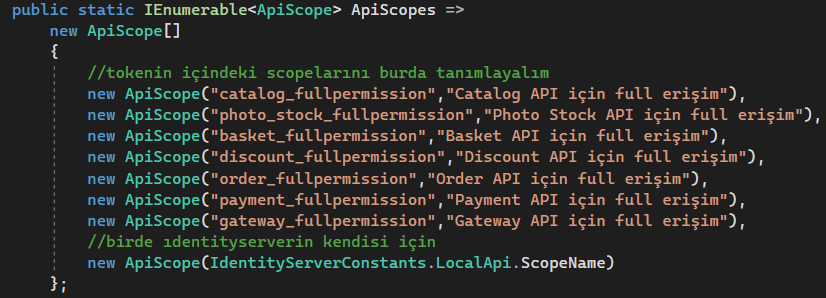 public static IEnumerable<ApiScope> ApiScopes =>
new ApiScope[]
{
//tokenin içindeki scopelarını burda tanımlayalım
new ApiScope("catalog_fullpermission","Catalog API için full erişim"),
new ApiScope("photo_stock_fullpermission","Photo Stock API için full erişim"),
new ApiScope("basket_fullpermission","Basket API için full erişim"),
new ApiScope("discount_fullpermission","Discount API için full erişim"),
new ApiScope("order_fullpermission","Order API için full erişim"),
new ApiScope("payment_fullpermission","Payment API için full erişim"),
new ApiScope("gateway_fullpermission","Gateway API için full erişim"),
//birde ıdentityserverin kendisi için
new ApiScope(IdentityServerConstants.LocalApi.ScopeName)
};